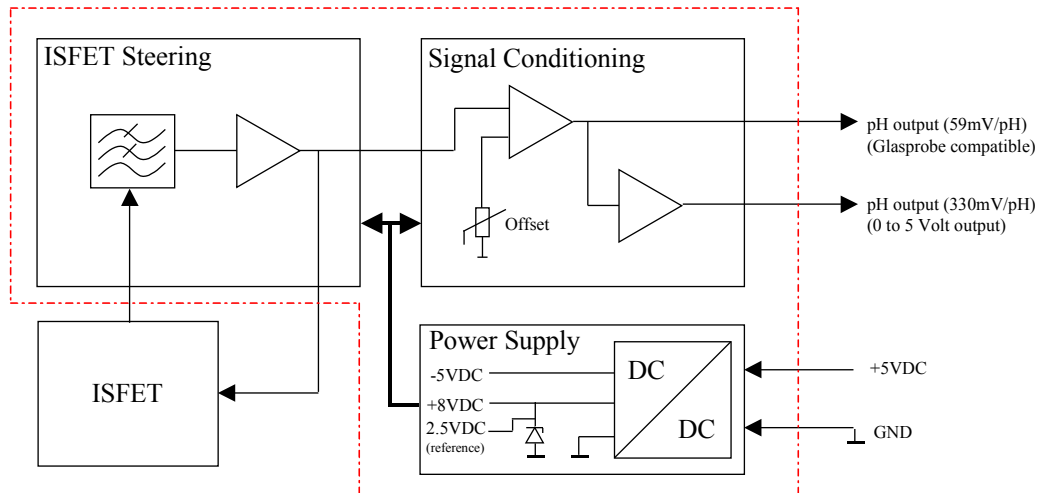 ISFET Steering
Signal Conditioning
pH output (59mV/pH)
(Glasprobe compatible)
pH output (330mV/pH)
(0 to 5 Volt output)
Offset
ISFET
Power Supply
-5VDC
+8VDC
2.5VDC
(reference)
DC
DC
+5VDC
GND